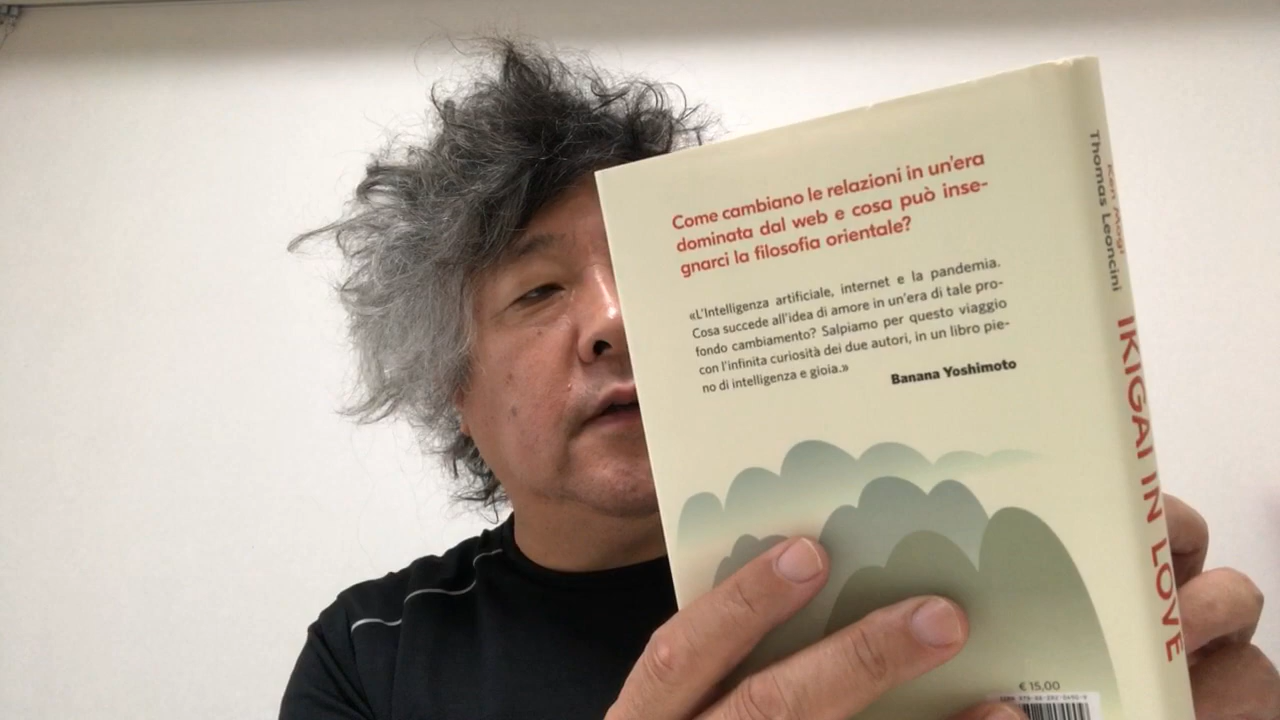 Come cambiano le relazioni in un'era
dominata dal web e cosa può inse-
gnarci la filosofia orientale?
«L'Intelligenza artificiale, internet e la pandemia.
Cosa succede all'idea di amore in un'era di tale pro-
fondo cambiamento? Salpiamo per questo viaggio
con l'infinita curiosità dei due autori, in un libro pie-
no di intelligenza e gioia.»
Banana Yoshimoto
€ 15,00
Ken Mogi
Thomas Leoncini
IKIGAI IN LOVE